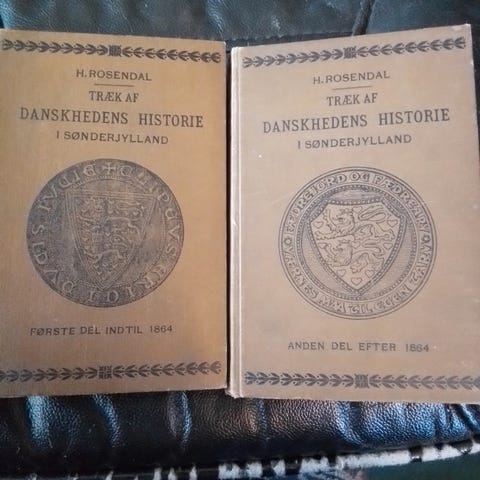 H. ROSENDAL
TRÆK AF
DANSKHEDENS HISTORIE
I SØNDERJYLLAND
FØRSTE DEL INDTIL 1864
H. ROSENDAL
TRÆK AF
DANSKHEDENS HISTORIE
I SØNDERJYLLAND
ANDEN DEL EFTER 1864